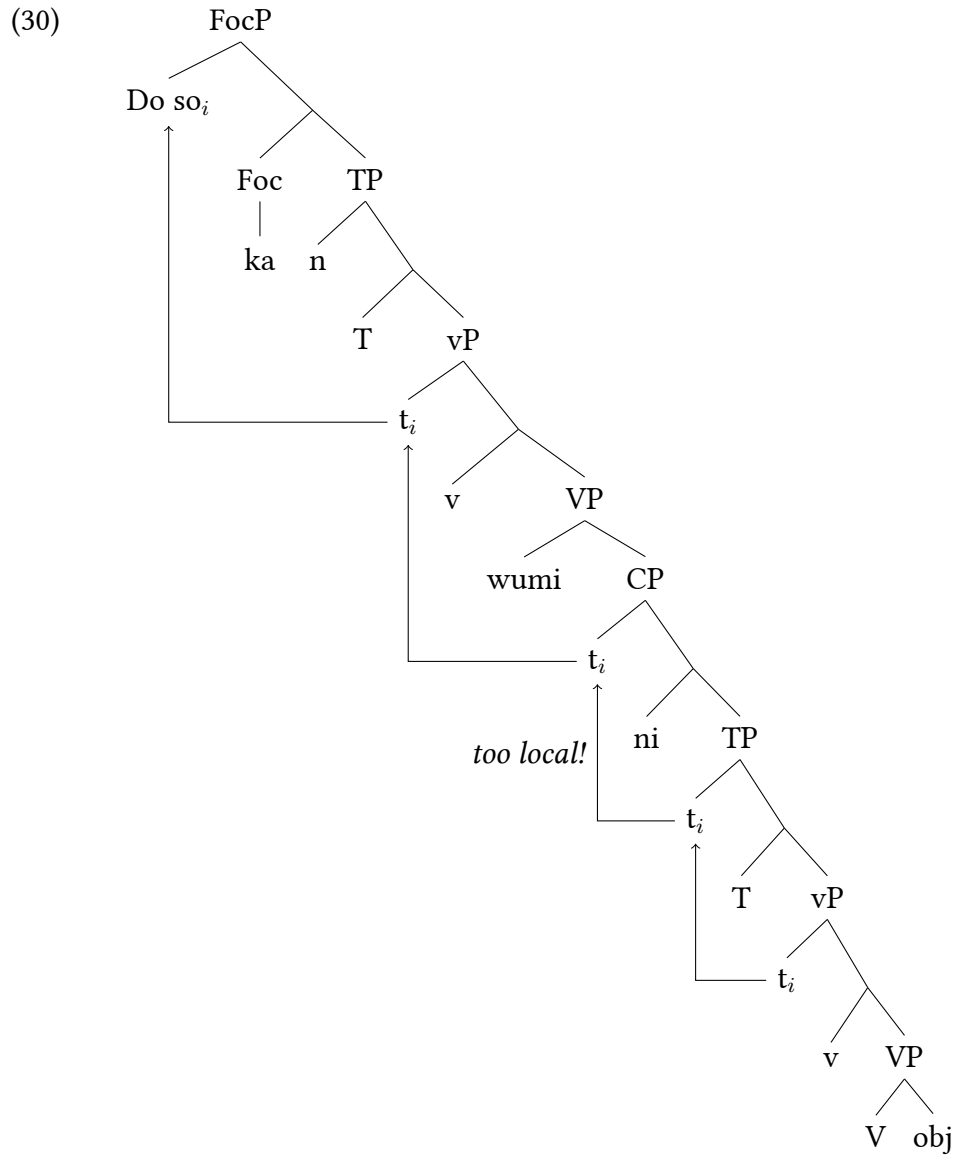 (30)
FocP
Do soᵢ
Foc TP
ka n
T vP
tᵢ
v VP
wumi CP
tᵢ
ni TP
too local!
tᵢ
T vP
tᵢ
v VP
V obj